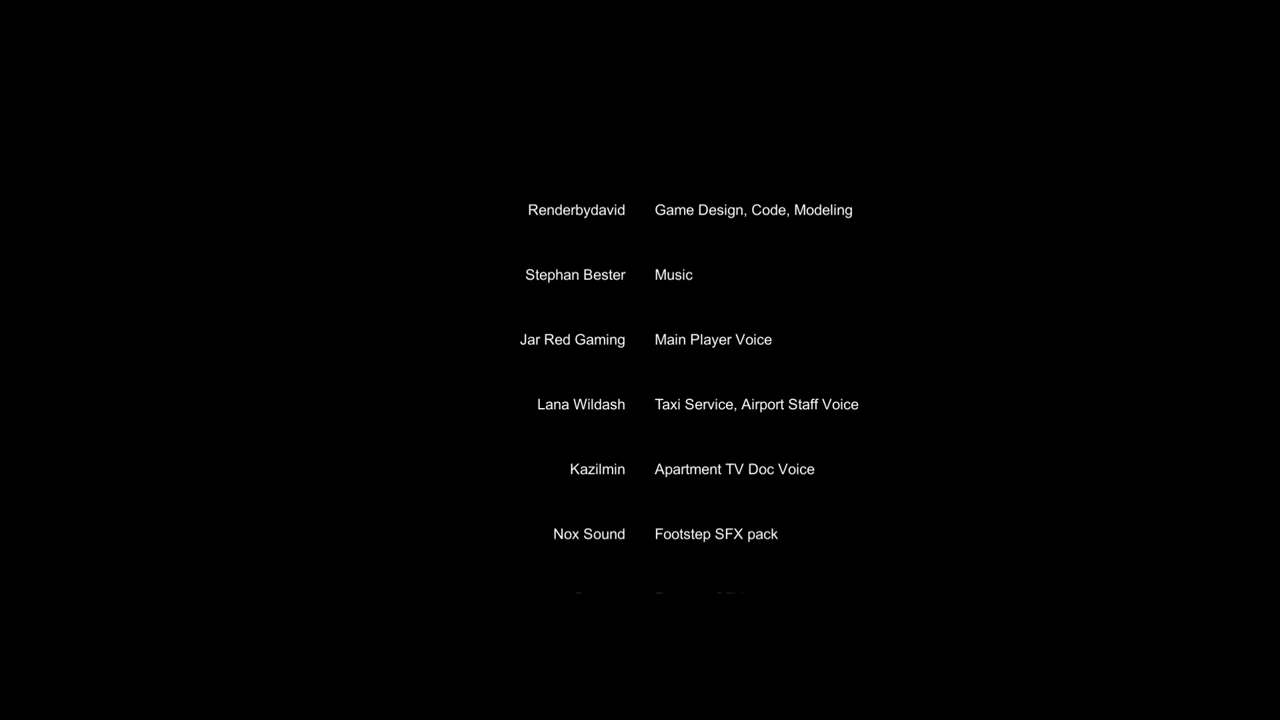 Renderbydavid Game Design, Code, Modeling
Stephan Bester Music
Jar Red Gaming Main Player Voice
Lana Wildash Taxi Service, Airport Staff Voice
Kazilmin Apartment TV Doc Voice
Nox Sound Footstep SFX pack